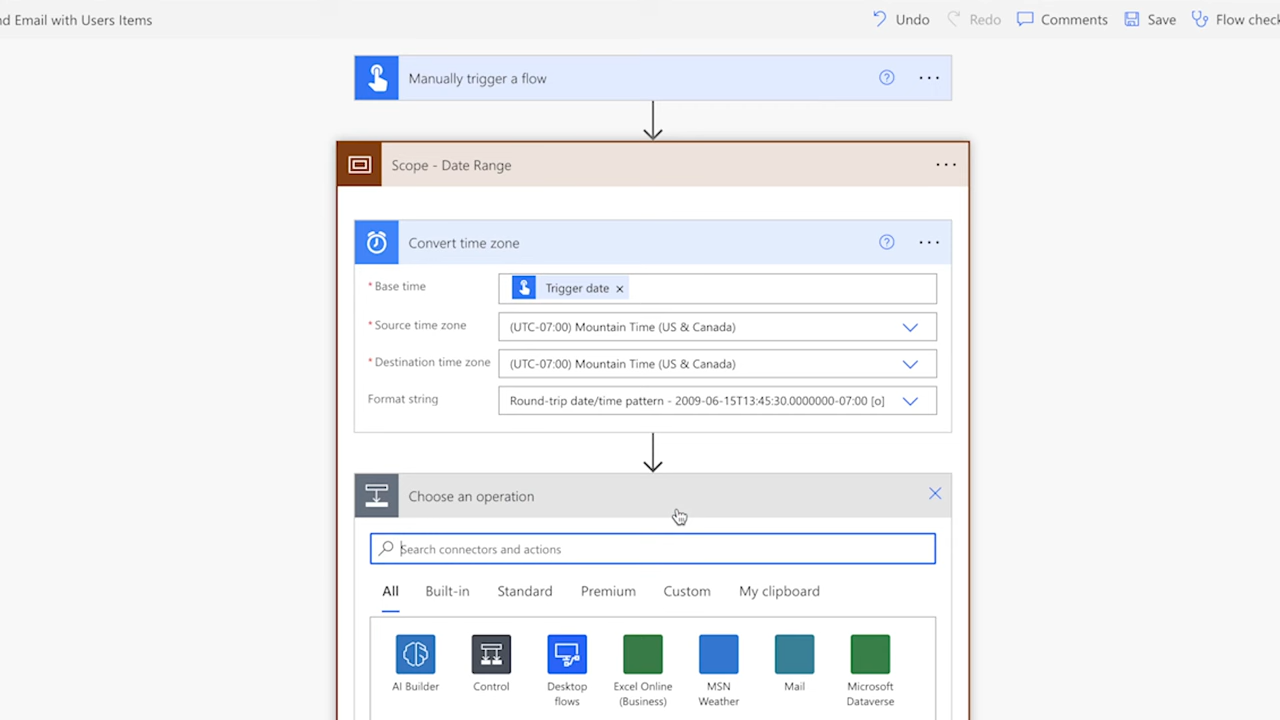 nd Email with Users Items
Undo
Redo
Comments
Save
Flow check
Manually trigger a flow
Scope - Date Range
Convert time zone
* Base time
Trigger date
* Source time zone
(UTC-07:00) Mountain Time (US & Canada)
* Destination time zone
(UTC-07:00) Mountain Time (US & Canada)
Format string
Round-trip date/time pattern - 2009-06-15T13:45:30.0000000-07:00 [o]
Choose an operation
Search connectors and actions
All
Built-in
Standard
Premium
Custom
My clipboard
AI Builder
Control
Desktop
flows
Excel Online
(Business)
MSN
Weather
Mail
Microsoft
Dataverse